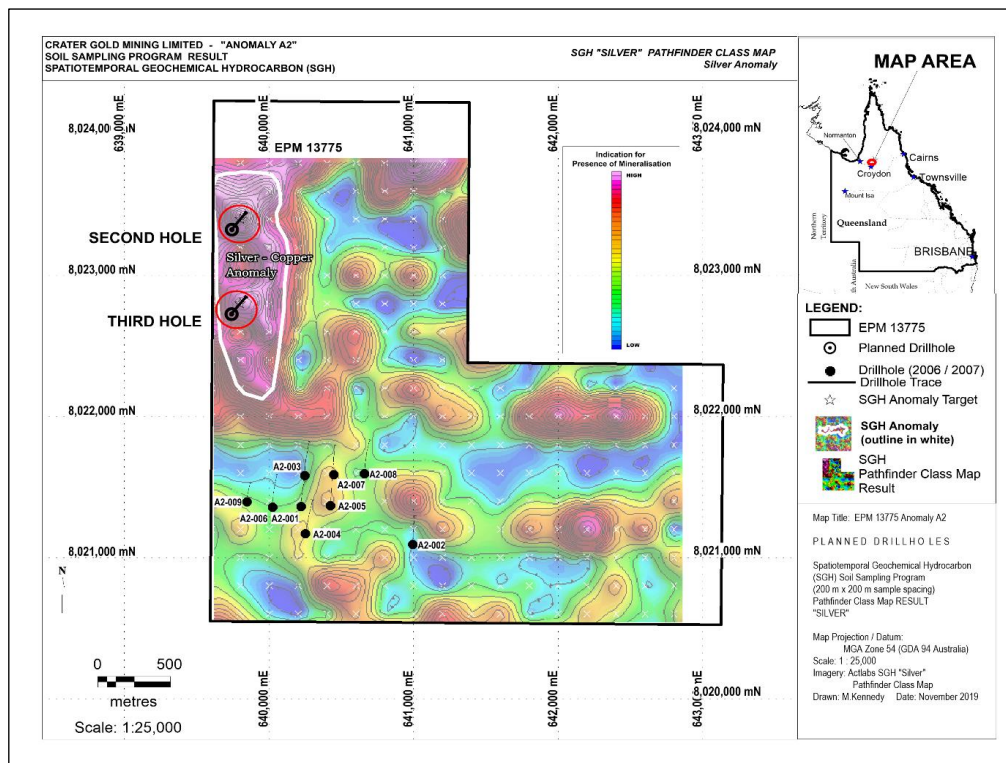 CRATER GOLD MINING LIMITED - "ANOMALY A2"
SOIL SAMPLING PROGRAM RESULT
SPATIOTEMPORAL GEOCHEMICAL HYDROCARBON (SGH)
SGH "SILVER" PATHFINDER CLASS MAP
Silver Anomaly
639,000 mE
640,000 mE
641,000 mE
642,000 mE
8,024,000 mN
EPM 13775
Indication for
Presence of Mineralisation
HIGH
LOW
SECOND HOLE
Silver - Copper
Anomaly
8,023,000 mN
8,023,000 mN
THIRD HOLE
8,022,000 mN
8,022,000 mN
A2-003
A2-008
A2-007
A2-009
A2-006
A2-001
A2-005
A2-004
A2-002
8,021,000 mN
8,021,000 mN
N
0 500
metres
Scale: 1:25,000
640,000 mE
641,000 mE
642,000 mE
8,020,000 mN
MAP AREA
Normanton
Croydon
Cairns
Townsville
Mount Isa
Queensland
Northern
Territory
BRISBANE
New South Wales
LEGEND:
EPM 13775
Planned Drillhole
Drillhole (2006 / 2007)
Drillhole Trace
SGH Anomaly Target
SGH Anomaly
(outline in white)
SGH
Pathfinder Class Map
Result
Map Title: EPM 13775 Anomaly A2
PLANNED DRILLHOLES
Spatiotemporal Geochemical Hydrocarbon
(SGH) Soil Sampling Program
(200 m x 200 m sample spacing)
Pathfinder Class Map RESULT
"SILVER"
Map Projection / Datum:
MGA Zone 54 (GDA 94 Australia)
Scale: 1 : 25,000
Imagery: Actlabs SGH "Silver"
Pathfinder Class Map
Drawn: M.Kennedy Date: November 2019